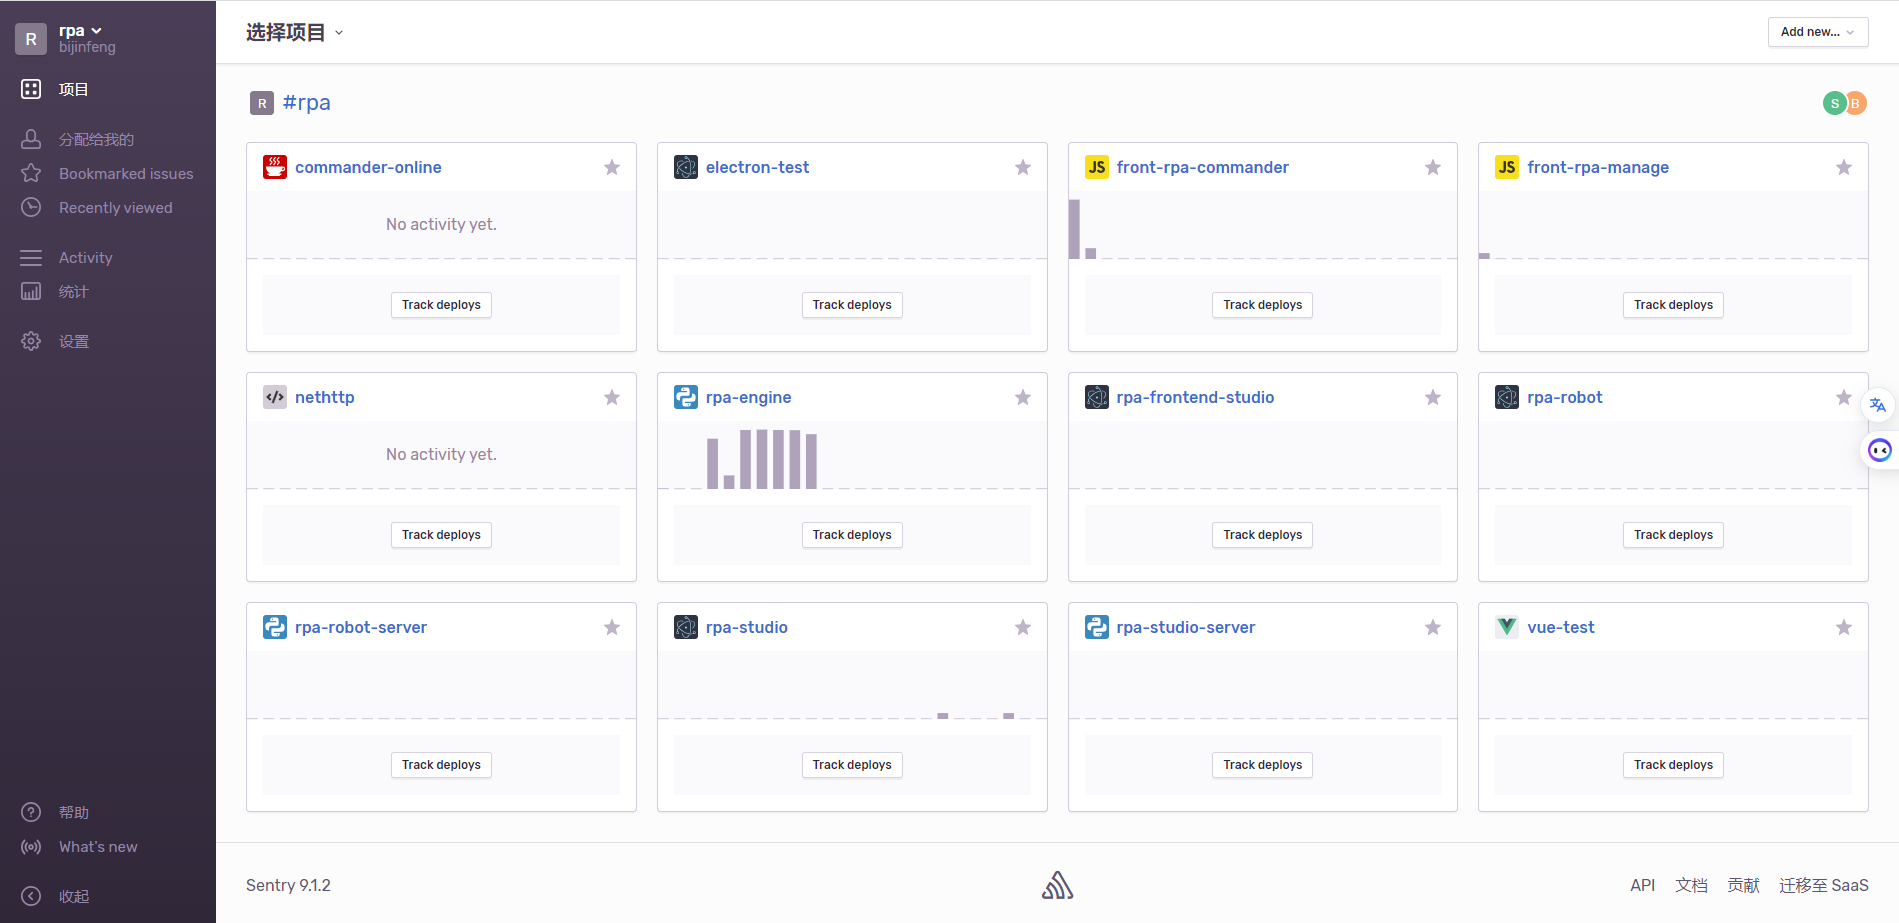 R
rpa
bijinfeng
项目
分配给我的
Bookmarked issues
Recently viewed
Activity
统计
设置
帮助
What's new
收起
选择项目
Add new...
R #rpa
S B
commander-online
No activity yet.
Track deploys
electron-test
Track deploys
JS front-rpa-commander
Track deploys
JS front-rpa-manage
Track deploys
nethttp
No activity yet.
Track deploys
rpa-engine
Track deploys
rpa-frontend-studio
Track deploys
rpa-robot
Track deploys
rpa-robot-server
Track deploys
rpa-studio
Track deploys
rpa-studio-server
Track deploys
vue-test
Track deploys
Sentry 9.1.2
API 文档 贡献 迁移至 SaaS